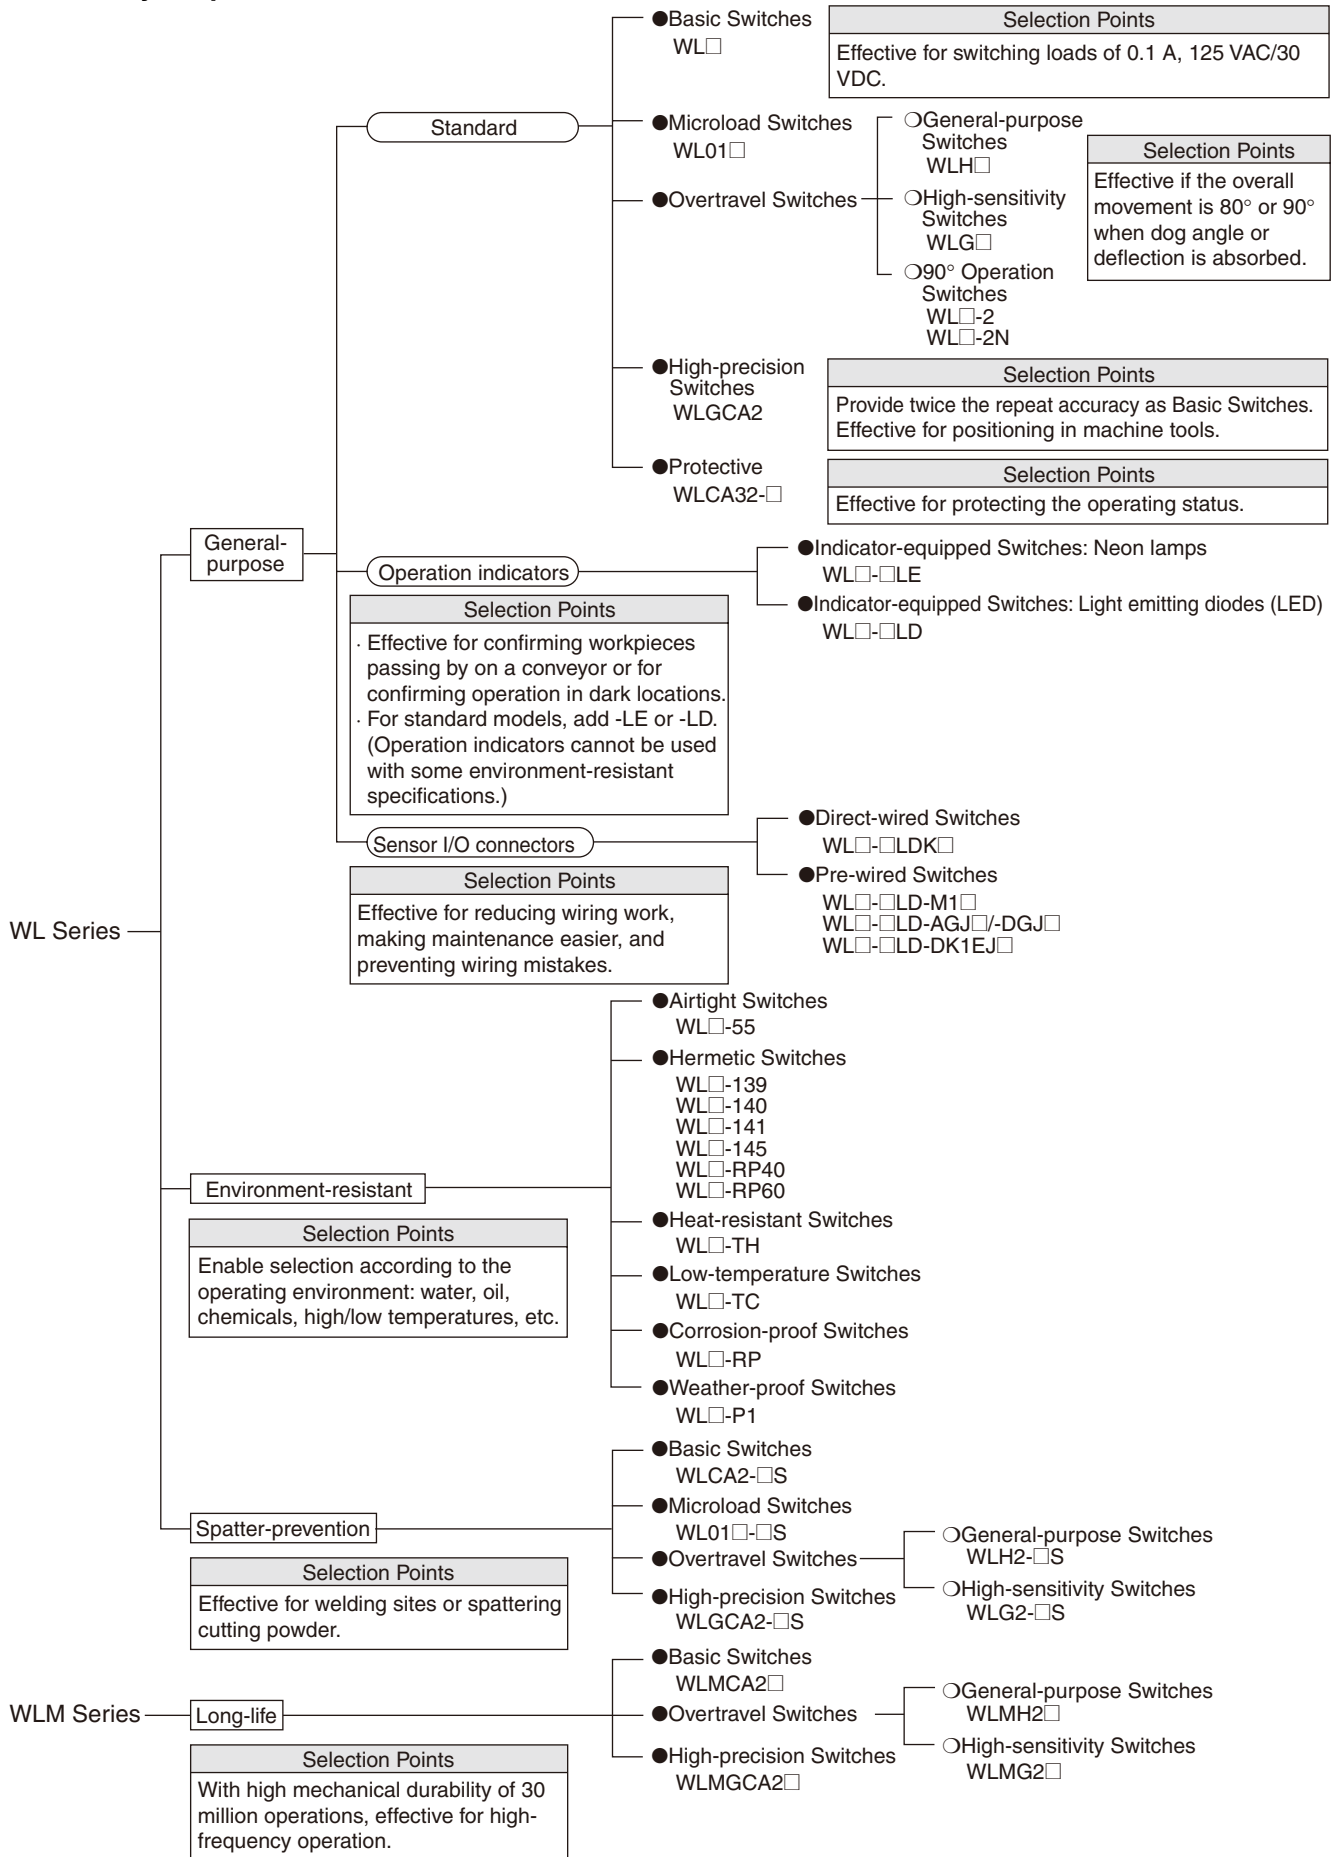 ●Basic Switches
WL□
Selection Points
Effective for switching loads of 0.1 A, 125 VAC/30
VDC.
Standard
●Microload Switches
WL01□
●Overtravel Switches
❍General-purpose
Switches
WLH□
❍High-sensitivity
Switches
WLG□
❍90° Operation
Switches
WL□-2
WL□-2N
Selection Points
Effective if the overall
movement is 80° or 90°
when dog angle or
deflection is absorbed.
●High-precision
Switches
WLGCA2
Selection Points
Provide twice the repeat accuracy as Basic Switches.
Effective for positioning in machine tools.
●Protective
WLCA32-□
Selection Points
Effective for protecting the operating status.
General-
purpose
Operation indicators
●Indicator-equipped Switches: Neon lamps
WL□-□LE
●Indicator-equipped Switches: Light emitting diodes (LED)
WL□-□LD
Selection Points
· Effective for confirming workpieces
passing by on a conveyor or for
confirming operation in dark locations.
· For standard models, add -LE or -LD.
(Operation indicators cannot be used
with some environment-resistant
specifications.)
Sensor I/O connectors
●Direct-wired Switches
WL□-□LDK□
●Pre-wired Switches
WL□-□LD-M1□
WL□-□LD-AGJ□/-DGJ□
WL□-□LD-DK1EJ□
Selection Points
Effective for reducing wiring work,
making maintenance easier, and
preventing wiring mistakes.
WL Series
●Airtight Switches
WL□-55
●Hermetic Switches
WL□-139
WL□-140
WL□-141
WL□-145
WL□-RP40
WL□-RP60
Environment-resistant
Selection Points
Enable selection according to the
operating environment: water, oil,
chemicals, high/low temperatures, etc.
●Heat-resistant Switches
WL□-TH
●Low-temperature Switches
WL□-TC
●Corrosion-proof Switches
WL□-RP
●Weather-proof Switches
WL□-P1
●Basic Switches
WLCA2-□S
●Microload Switches
WL01□-□S
Spatter-prevention
●Overtravel Switches
❍General-purpose Switches
WLH2-□S
❍High-sensitivity Switches
WLG2-□S
●High-precision Switches
WLGCA2-□S
Selection Points
Effective for welding sites or spattering
cutting powder.
●Basic Switches
WLMCA2□
WLM Series
Long-life
●Overtravel Switches
❍General-purpose Switches
WLMH2□
❍High-sensitivity Switches
WLMG2□
●High-precision Switches
WLMGCA2□
Selection Points
With high mechanical durability of 30
million operations, effective for high-
frequency operation.